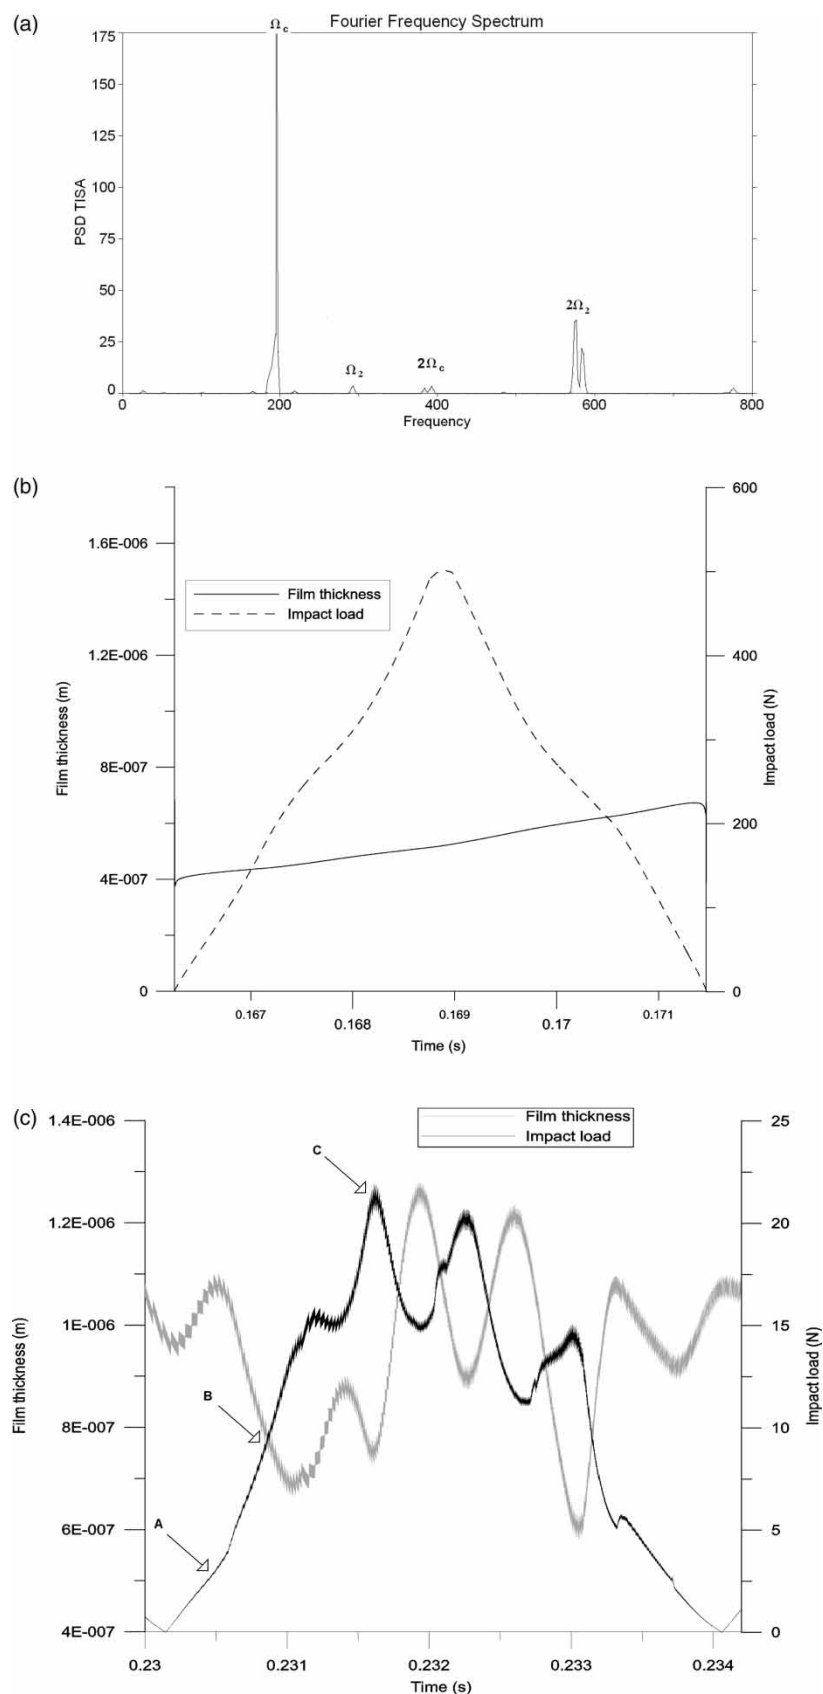 (a)
Fourier Frequency Spectrum
Ωc
175
150
125
100
75
50
25
0
PSD TISA
Ω2
2Ωc
2Ω2
0 200 400 600 800
Frequency
(b)
1.6E-006
1.2E-006
8E-007
4E-007
0
Film thickness (m)
Film thickness
Impact load
600
400
200
0
Impact load (N)
0.167 0.168 0.169 0.17 0.171
Time (s)
(c)
1.4E-006
1.2E-006
1E-006
8E-007
6E-007
4E-007
Film thickness (m)
Film thickness
Impact load
C
B
A
25
20
15
10
5
0
Impact load (N)
0.23 0.231 0.232 0.233 0.234
Time (s)